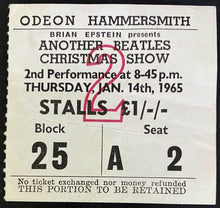 ODEON HAMMERSMITH
BRIAN EPSTEIN presents
ANOTHER BEATLES
CHRISTMAS SHOW
2nd Performance at 8-45 p.m.
THURSDAY JAN. 14th, 1965
2
STALLS £1/-/-
Block Seat
25 A 2
No ticket exchanged nor money refunded
THIS PORTION TO BE RETAINED